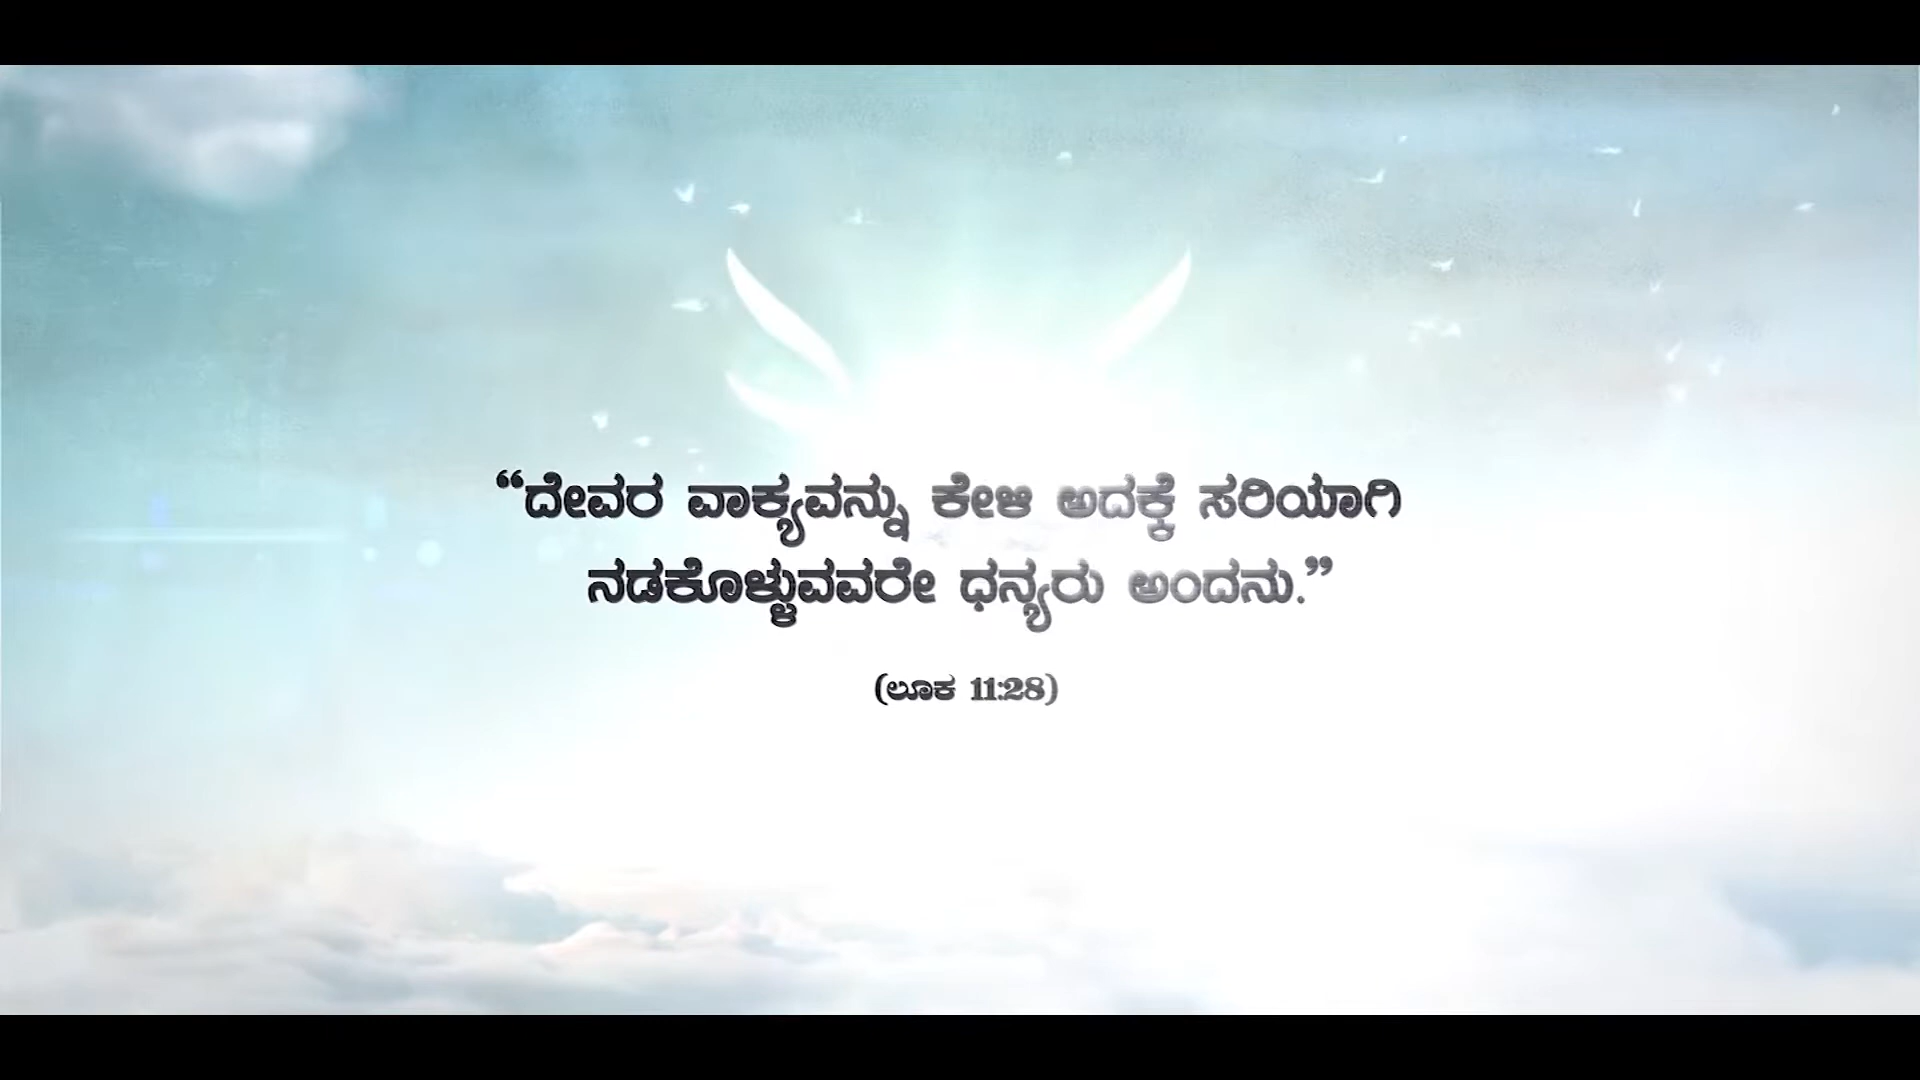 “ದೇವರ ವಾಕ್ಯವನ್ನು ಕೇಳಿ ಅದಕ್ಕೆ ಸರಿಯಾಗಿ
ನಡಕೊಳ್ಳುವವರೇ ಧನ್ಯರು ಅಂದನು.”
(ಲೂಕ 11:28)